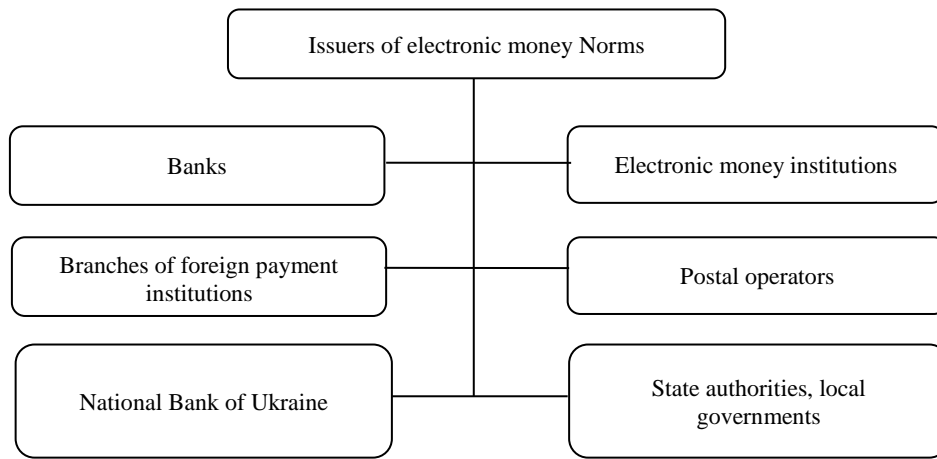 Issuers of electronic money Norms
Banks
Electronic money institutions
Branches of foreign payment
institutions
Postal operators
National Bank of Ukraine
State authorities, local
governments